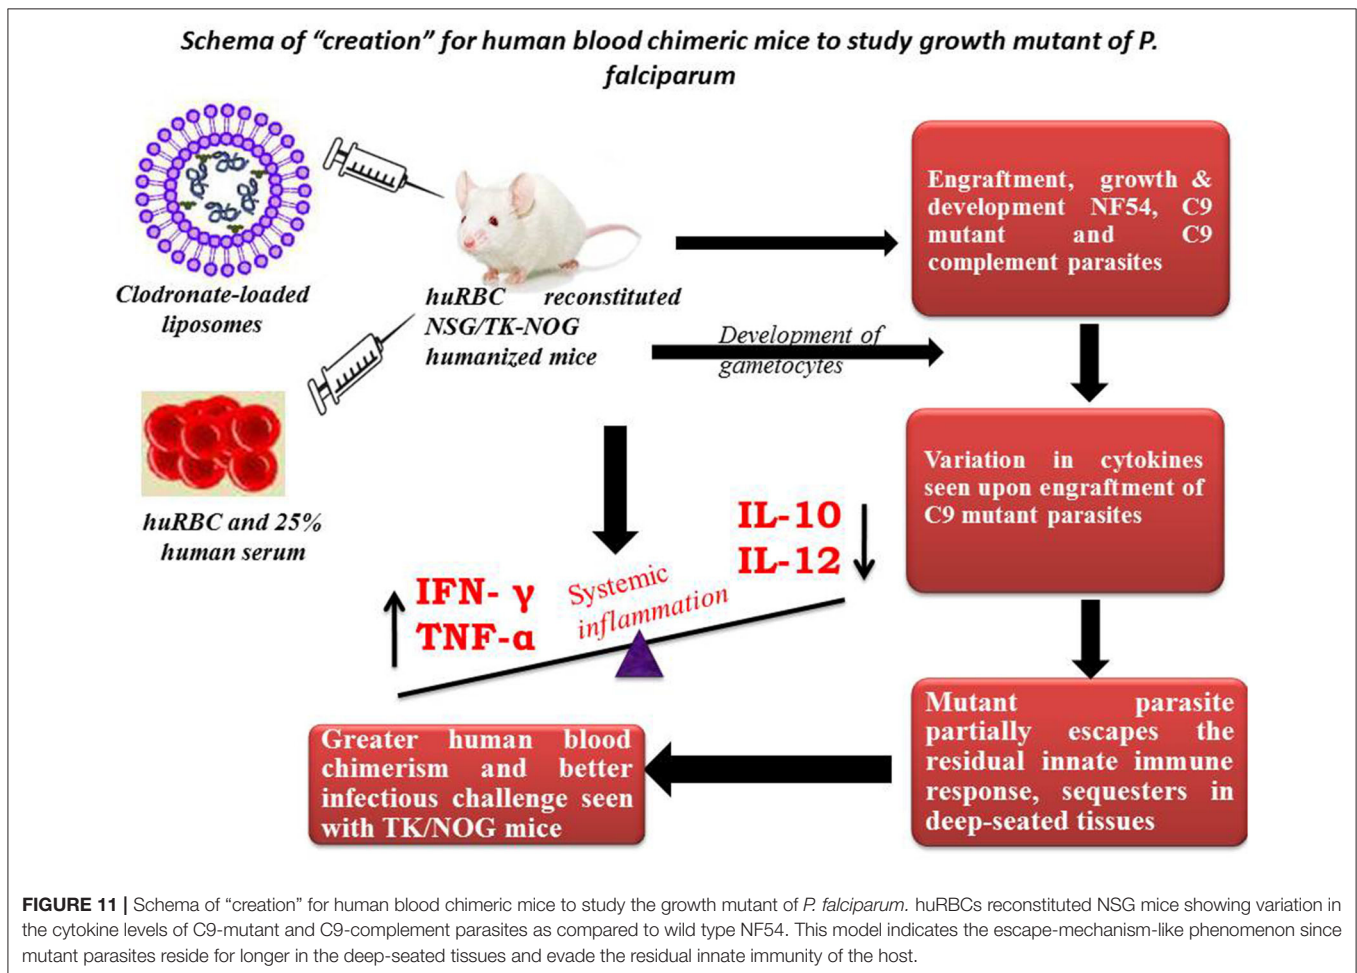 Schema of “creation” for human blood chimeric mice to study growth mutant of P.
falciparum
Clodronate-loaded
liposomes
huRBC reconstituted
NSG/TK-NOG
humanized mice
huRBC and 25%
human serum
Development of
gametocytes
Engraftment, growth &
development NF54, C9
mutant and C9
complement parasites
Variation in cytokines
seen upon engraftment of
C9 mutant parasites
IL-10
IL-12
IFN- γ
TNF-α
Systemic
inflammation
Mutant parasite
partially escapes the
residual innate immune
response, sequesters in
deep-seated tissues
Greater human blood
chimerism and better
infectious challenge seen
with TK/NOG mice
FIGURE 11 | Schema of “creation” for human blood chimeric mice to study the growth mutant of P. falciparum. huRBCs reconstituted NSG mice showing variation in
the cytokine levels of C9-mutant and C9-complement parasites as compared to wild type NF54. This model indicates the escape-mechanism-like phenomenon since
mutant parasites reside for longer in the deep-seated tissues and evade the residual innate immunity of the host.